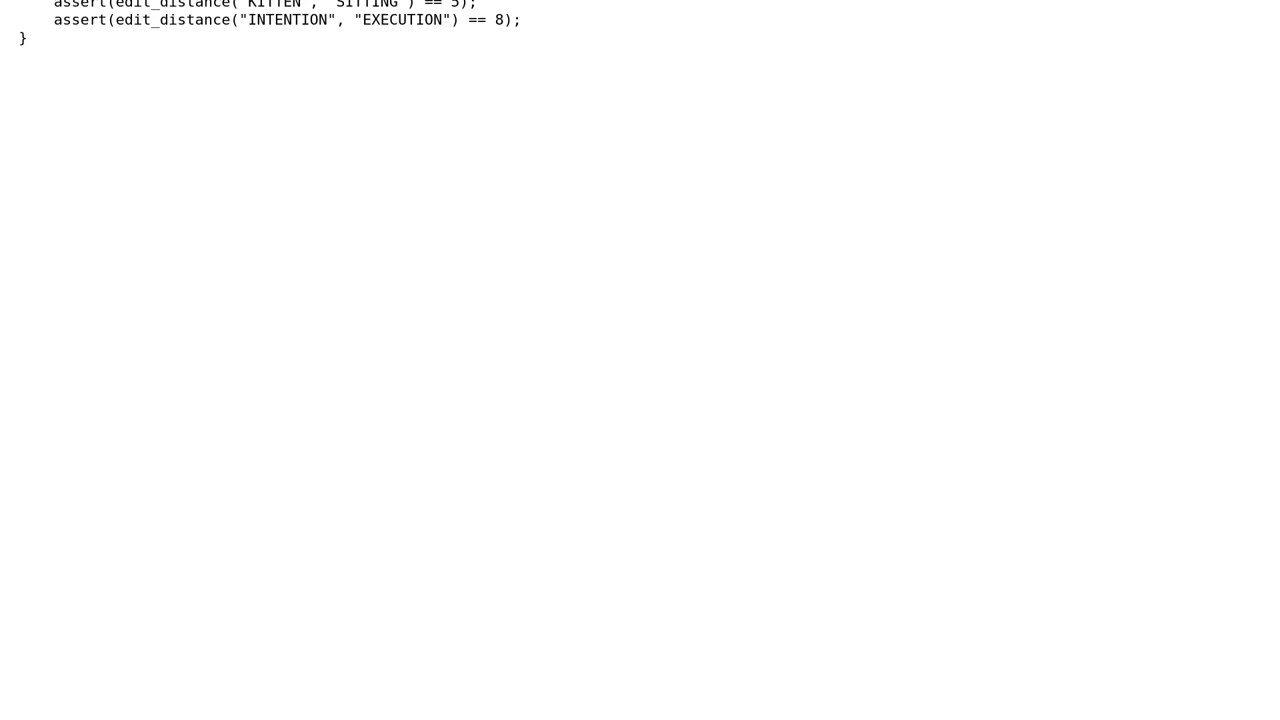 assert(edit_distance("KITTEN", "SITTING") == 5);
assert(edit_distance("INTENTION", "EXECUTION") == 8);
}